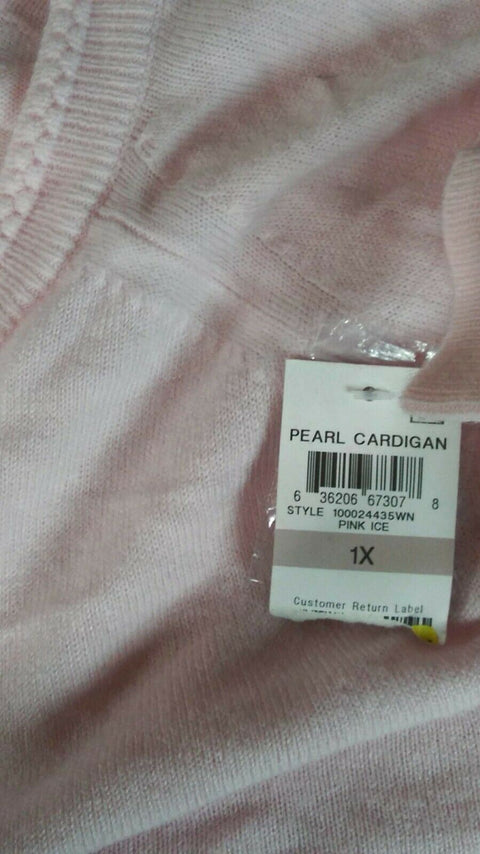 PEARL CARDIGAN
6 36206 67307 8
STYLE 100024435WN
PINK ICE
1X
Customer Return Label